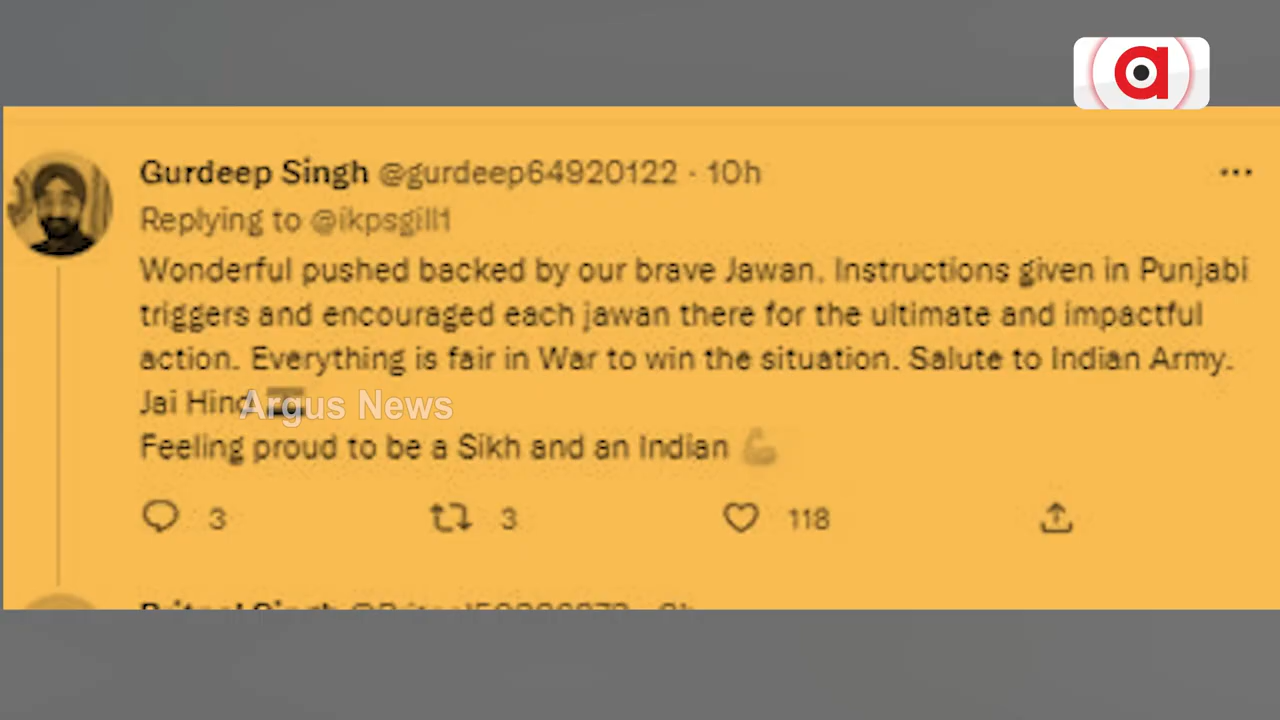 a
Gurdeep Singh @gurdeep64920122 · 10h
Replying to @ikpsgill1
Wonderful pushed backed by our brave Jawan. Instructions given in Punjabi
triggers and encouraged each jawan there for the ultimate and impactful
action. Everything is fair in War to win the situation. Salute to Indian Army.
Jai Hind
Argus News
Feeling proud to be a Sikh and an Indian 💪
3 3 118